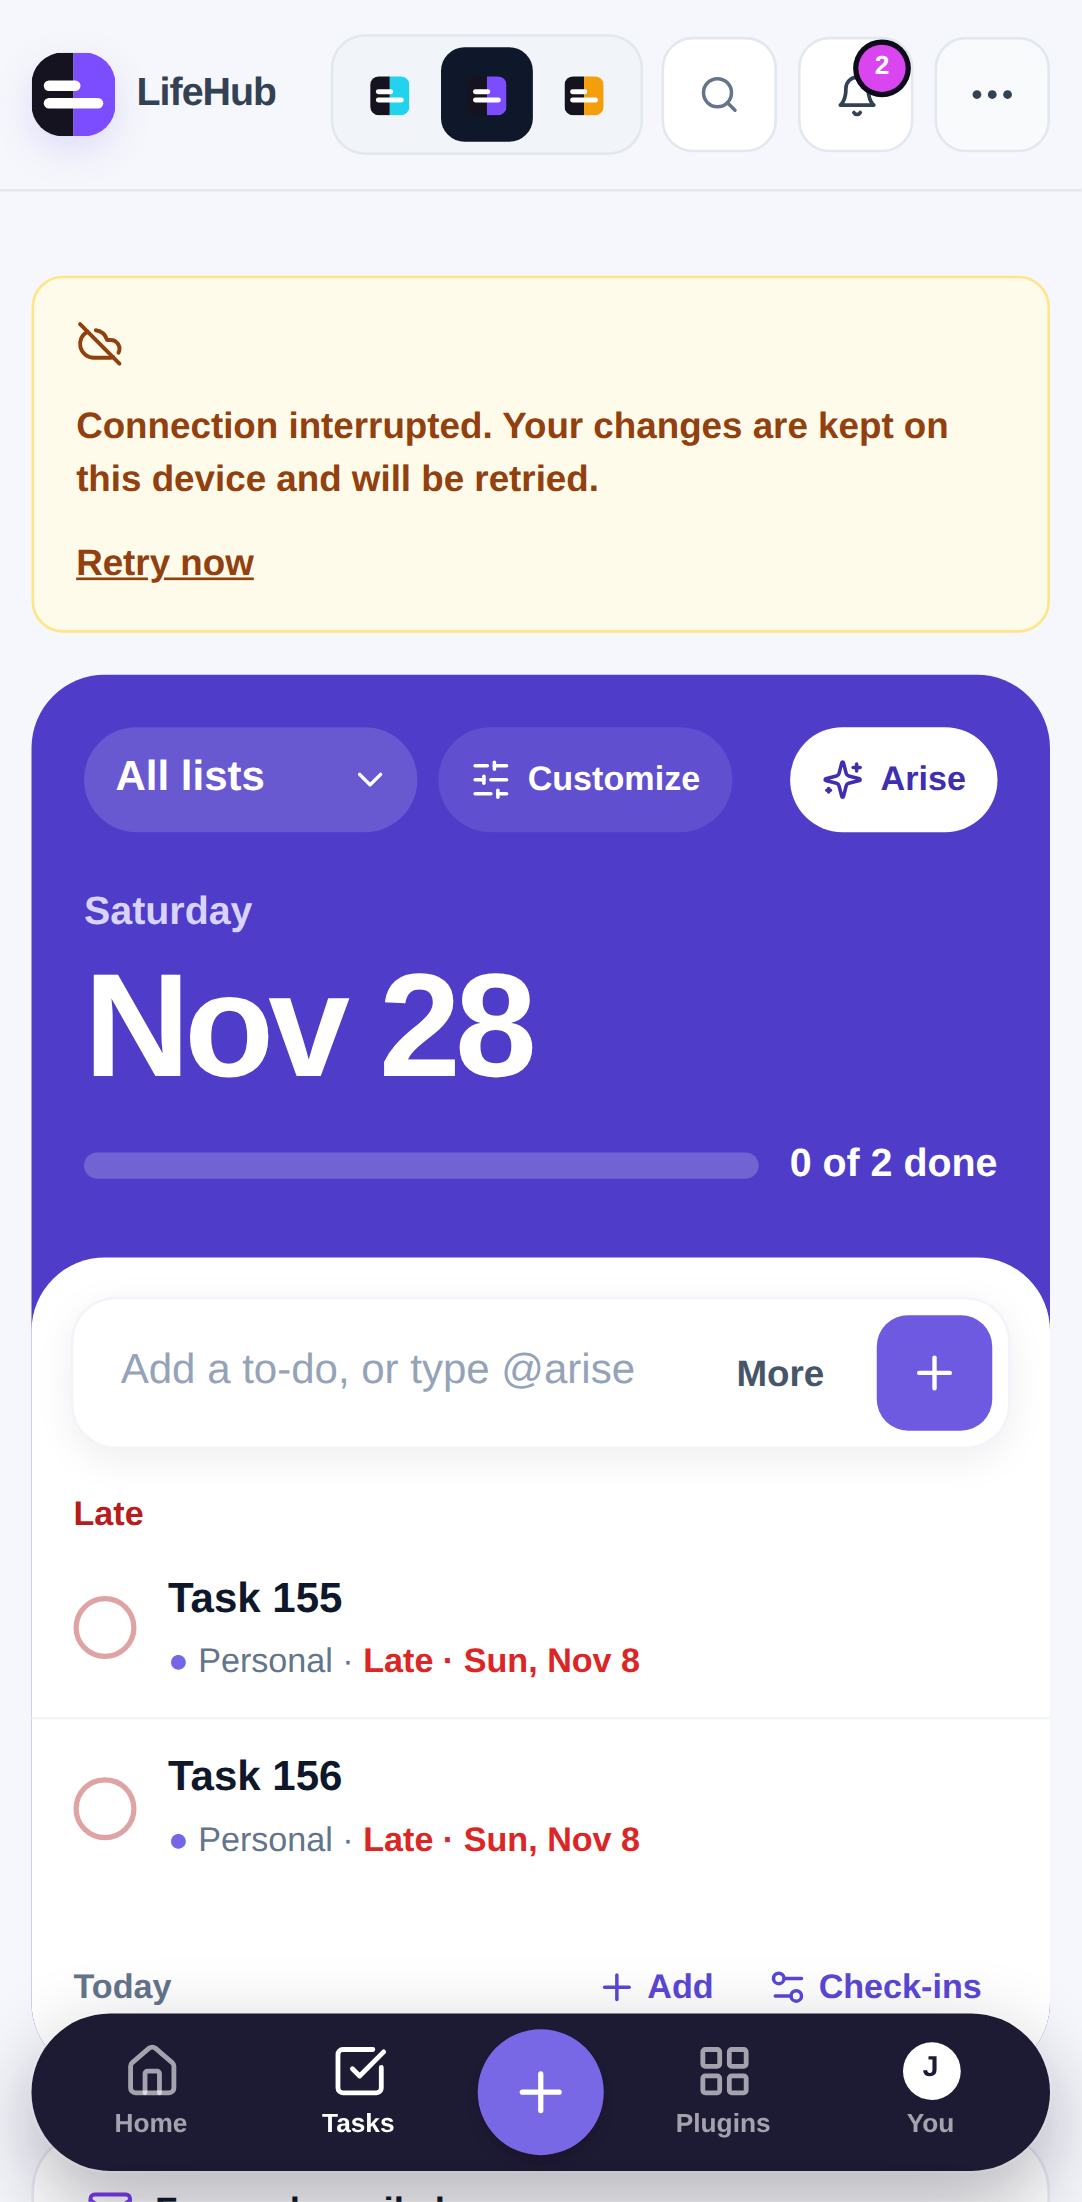 LifeHub
2
Connection interrupted. Your changes are kept on
this device and will be retried.
Retry now
All lists
Customize
Arise
Saturday
Nov 28
0 of 2 done
Add a to-do, or type @arise
More
Late
Task 155
Personal · Late · Sun, Nov 8
Task 156
Personal · Late · Sun, Nov 8
Today
Add
Check-ins
Home
Tasks
Plugins
J
You